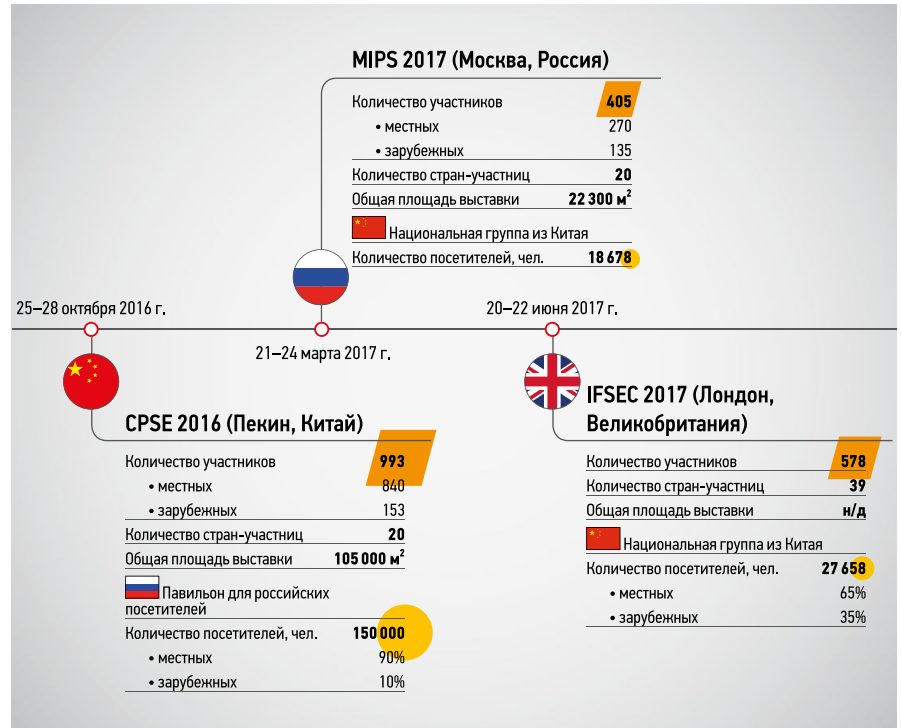 MIPS 2017 (Москва, Россия)
Количество участников 405
• местных 270
• зарубежных 135
Количество стран-участниц 20
Общая площадь выставки 22 300 м²
Национальная группа из Китая
Количество посетителей, чел. 18 678
25–28 октября 2016 г.
20–22 июня 2017 г.
21–24 марта 2017 г.
CPSE 2016 (Пекин, Китай)
Количество участников 993
• местных 840
• зарубежных 153
Количество стран-участниц 20
Общая площадь выставки 105 000 м²
Павильон для российских
посетителей
Количество посетителей, чел. 150 000
• местных 90%
• зарубежных 10%
IFSEC 2017 (Лондон,
Великобритания)
Количество участников 578
Количество стран-участниц 39
Общая площадь выставки н/д
Национальная группа из Китая
Количество посетителей, чел. 27 658
• местных 65%
• зарубежных 35%